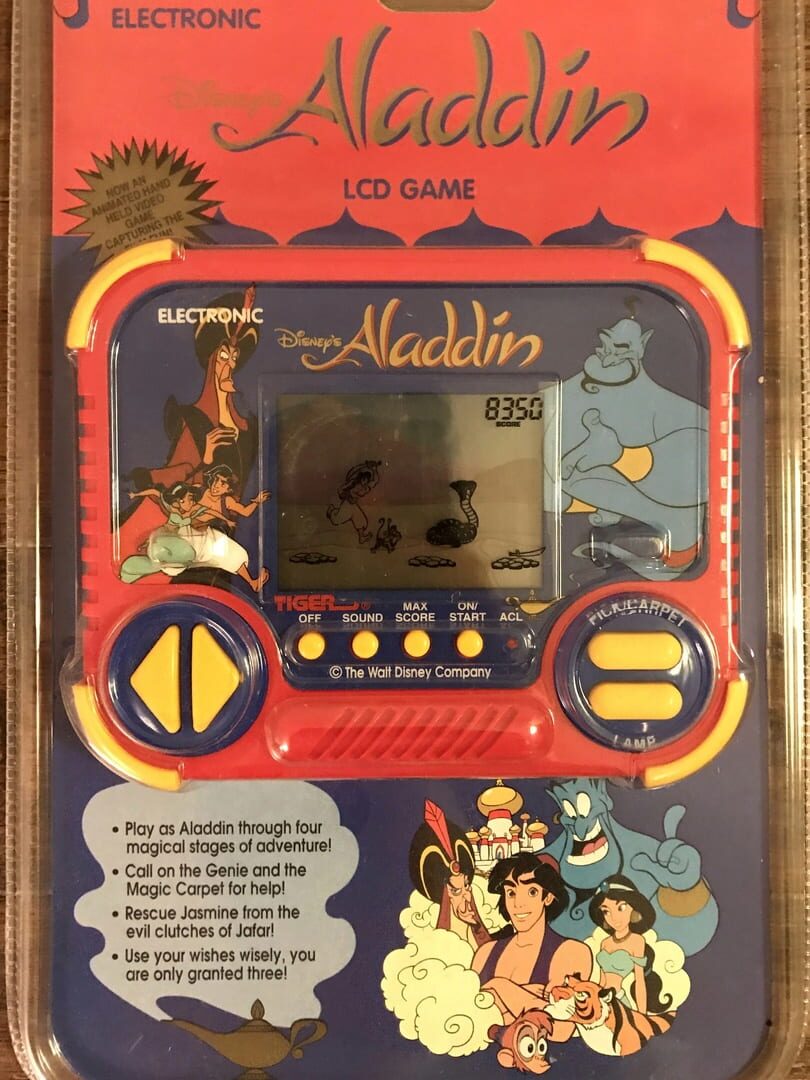 ELECTRONIC
Disney's
Aladdin
LCD GAME
NOW AN
ANIMATED HAND
HELD VIDEO
GAME
CAPTURING THE
ELECTRONIC
Disney's Aladdin
8350
SCORE
TIGER®
OFF
SOUND
MAX
SCORE
ON/
START
ACL
© The Walt Disney Company
PICK/CARPET
LAMP
• Play as Aladdin through four
magical stages of adventure!
• Call on the Genie and the
Magic Carpet for help!
• Rescue Jasmine from the
evil clutches of Jafar!
• Use your wishes wisely, you
are only granted three!